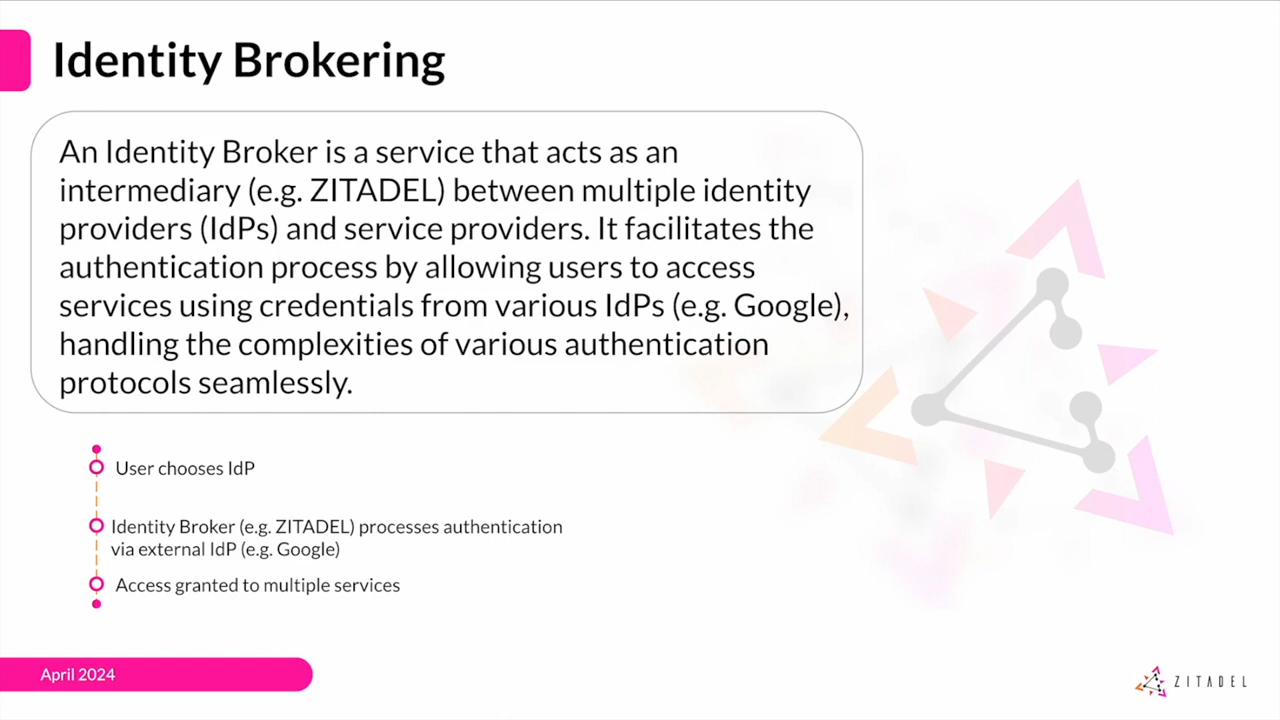 Identity Brokering
An Identity Broker is a service that acts as an
intermediary (e.g. ZITADEL) between multiple identity
providers (IdPs) and service providers. It facilitates the
authentication process by allowing users to access
services using credentials from various IdPs (e.g. Google),
handling the complexities of various authentication
protocols seamlessly.
User chooses IdP
Identity Broker (e.g. ZITADEL) processes authentication
via external IdP (e.g. Google)
Access granted to multiple services
April 2024
ZITADEL